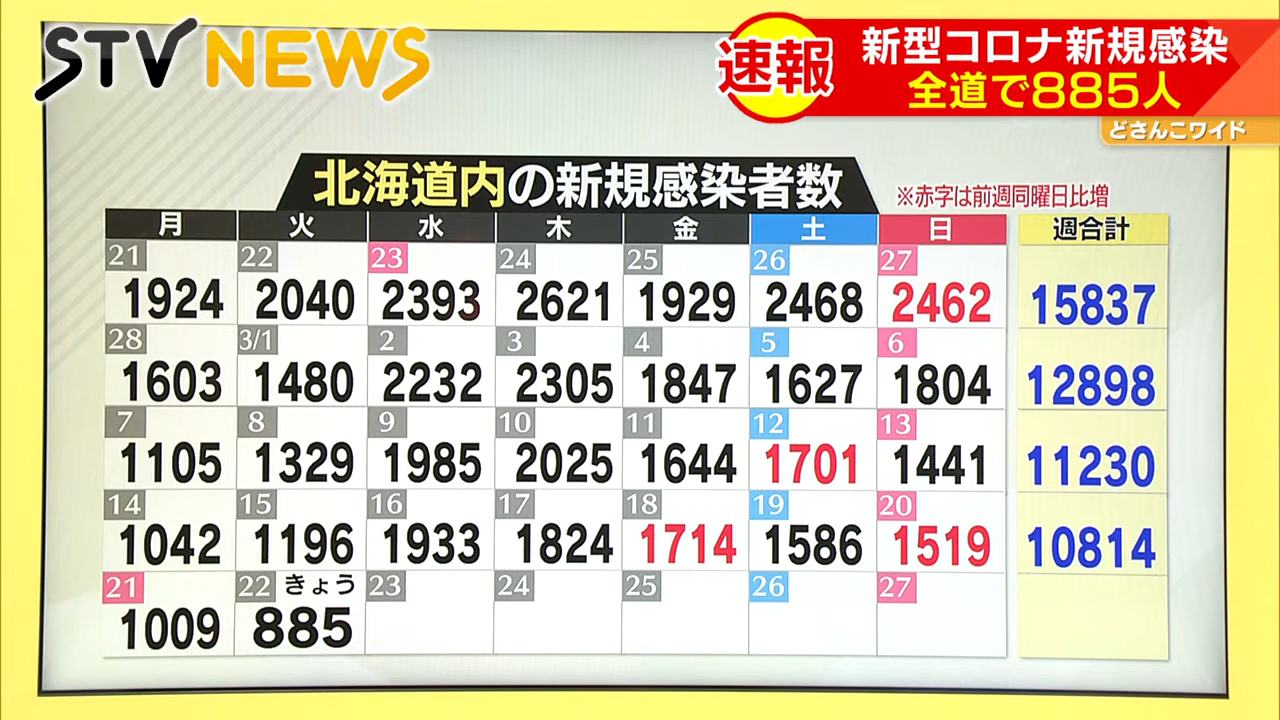 STV NEWS
速報
新型コロナ新規感染
全道で885人
どさんこワイド
北海道内の新規感染者数
※赤字は前週同曜日比増
月 火 水 木 金 土 日 週合計
21 22 23 24 25 26 27
1924 2040 2393 2621 1929 2468 2462 15837
28 3/1 2 3 4 5 6
1603 1480 2232 2305 1847 1627 1804 12898
7 8 9 10 11 12 13
1105 1329 1985 2025 1644 1701 1441 11230
14 15 16 17 18 19 20
1042 1196 1933 1824 1714 1586 1519 10814
21 22 きょう 23 24 25 26 27
1009 885